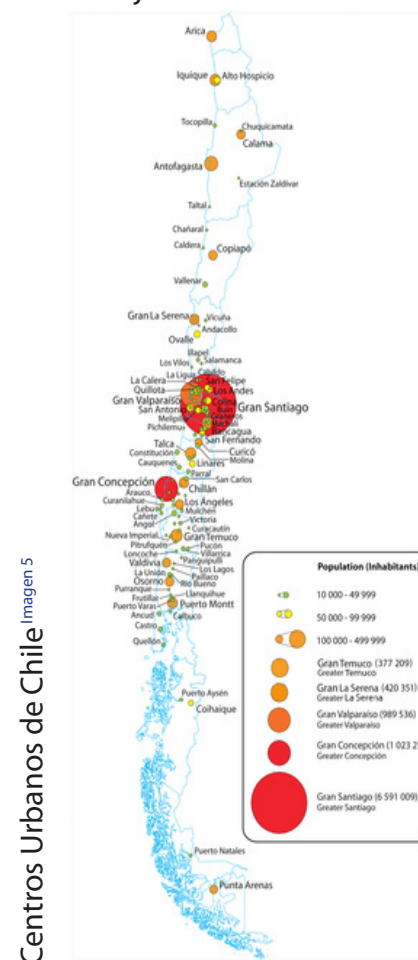 Centros Urbanos de Chile Imagen 5
Arica
Iquique
Alto Hospicio
Tocopilla
Chuquicamata
Calama
Antofagasta
Estación Zaldívar
Taltal
Chañaral
Caldera
Copiapó
Vallenar
Gran La Serena
Vicuña
Andacollo
Ovalle
Illapel
Los Vilos
Salamanca
La Ligua
Cabildo
La Calera
San Felipe
Quillota
Los Andes
Gran Valparaíso
Colina
San Antonio
Buin
Gran Santiago
Melipilla
Graneros
Machalí
Pichilemu
Rancagua
San Fernando
Talca
Constitución
Curicó
Molina
Cauquenes
Linares
Parral
San Carlos
Gran Concepción
Chillán
Arauco
Curanilahue
Los Ángeles
Lebu
Mulchén
Cañete
Victoria
Angol
Curacautín
Nueva Imperial
Gran Temuco
Pitrufquén
Pucón
Loncoche
Villarrica
Panguipulli
Valdivia
Los Lagos
La Unión
Paillaco
Osorno
Río Bueno
Purranque
Llanquihue
Frutillar
Puerto Varas
Puerto Montt
Ancud
Calbuco
Castro
Quellón
Puerto Aysén
Coihaique
Puerto Natales
Punta Arenas
Population (Inhabitants)
10 000 - 49 999
50 000 - 99 999
100 000 - 499 999
Gran Temuco (377 209)
Greater Temuco
Gran La Serena (420 351)
Greater La Serena
Gran Valparaíso (989 536)
Greater Valparaíso
Gran Concepción (1 023 2
Greater Concepción
Gran Santiago (6 591 009)
Greater Santiago